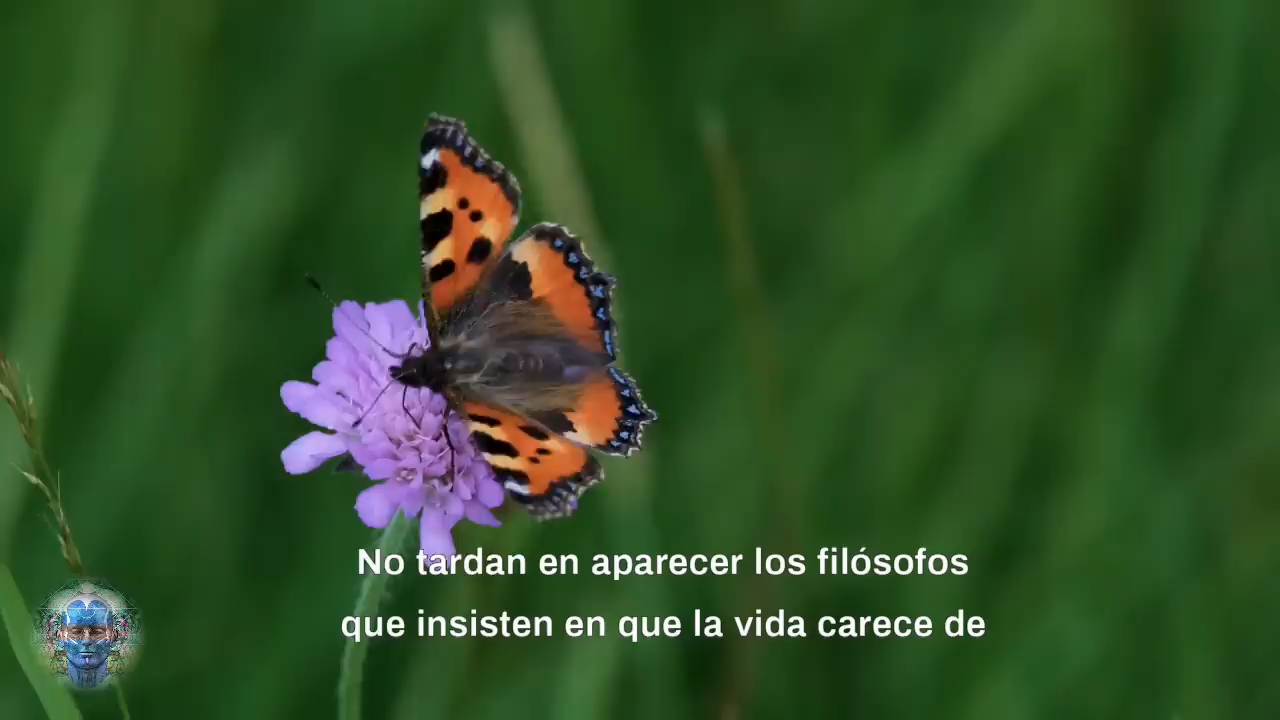 No tardan en aparecer los filósofos
que insisten en que la vida carece de